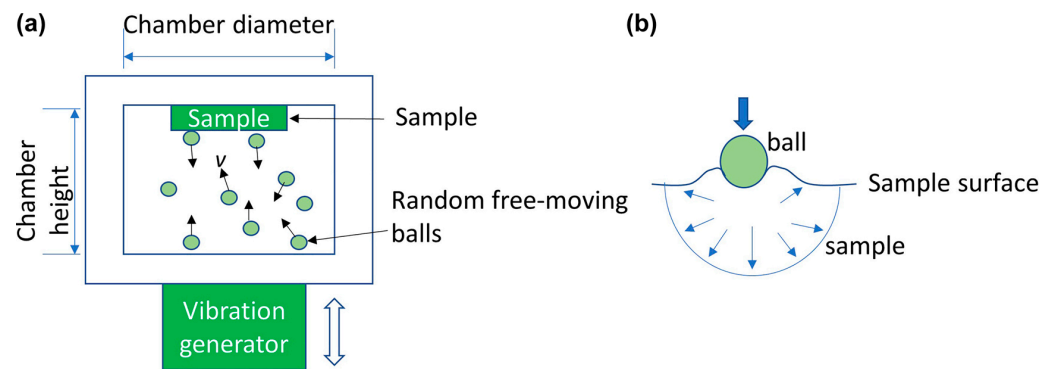 (a)
Chamber diameter
Chamber
height
Sample
Sample
v
Random free-moving
balls
Vibration
generator
(b)
ball
Sample surface
sample